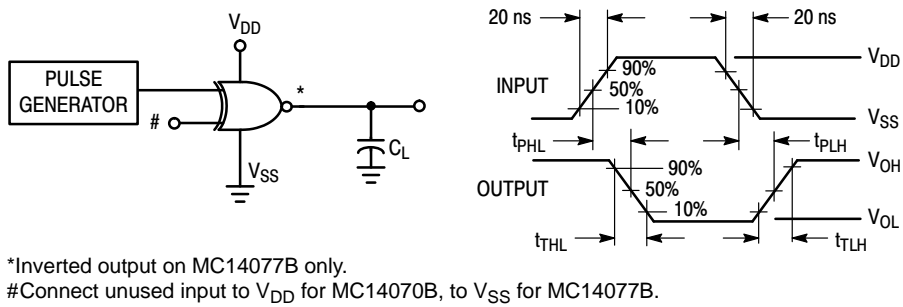 V_DD
PULSE
GENERATOR
*
#
C_L
V_SS
20 ns
20 ns
V_DD
90%
INPUT
50%
10%
V_SS
t_PHL
t_PLH
V_OH
90%
OUTPUT
50%
10%
V_OL
t_THL
t_TLH
*Inverted output on MC14077B only.
#Connect unused input to V_DD for MC14070B, to V_SS for MC14077B.